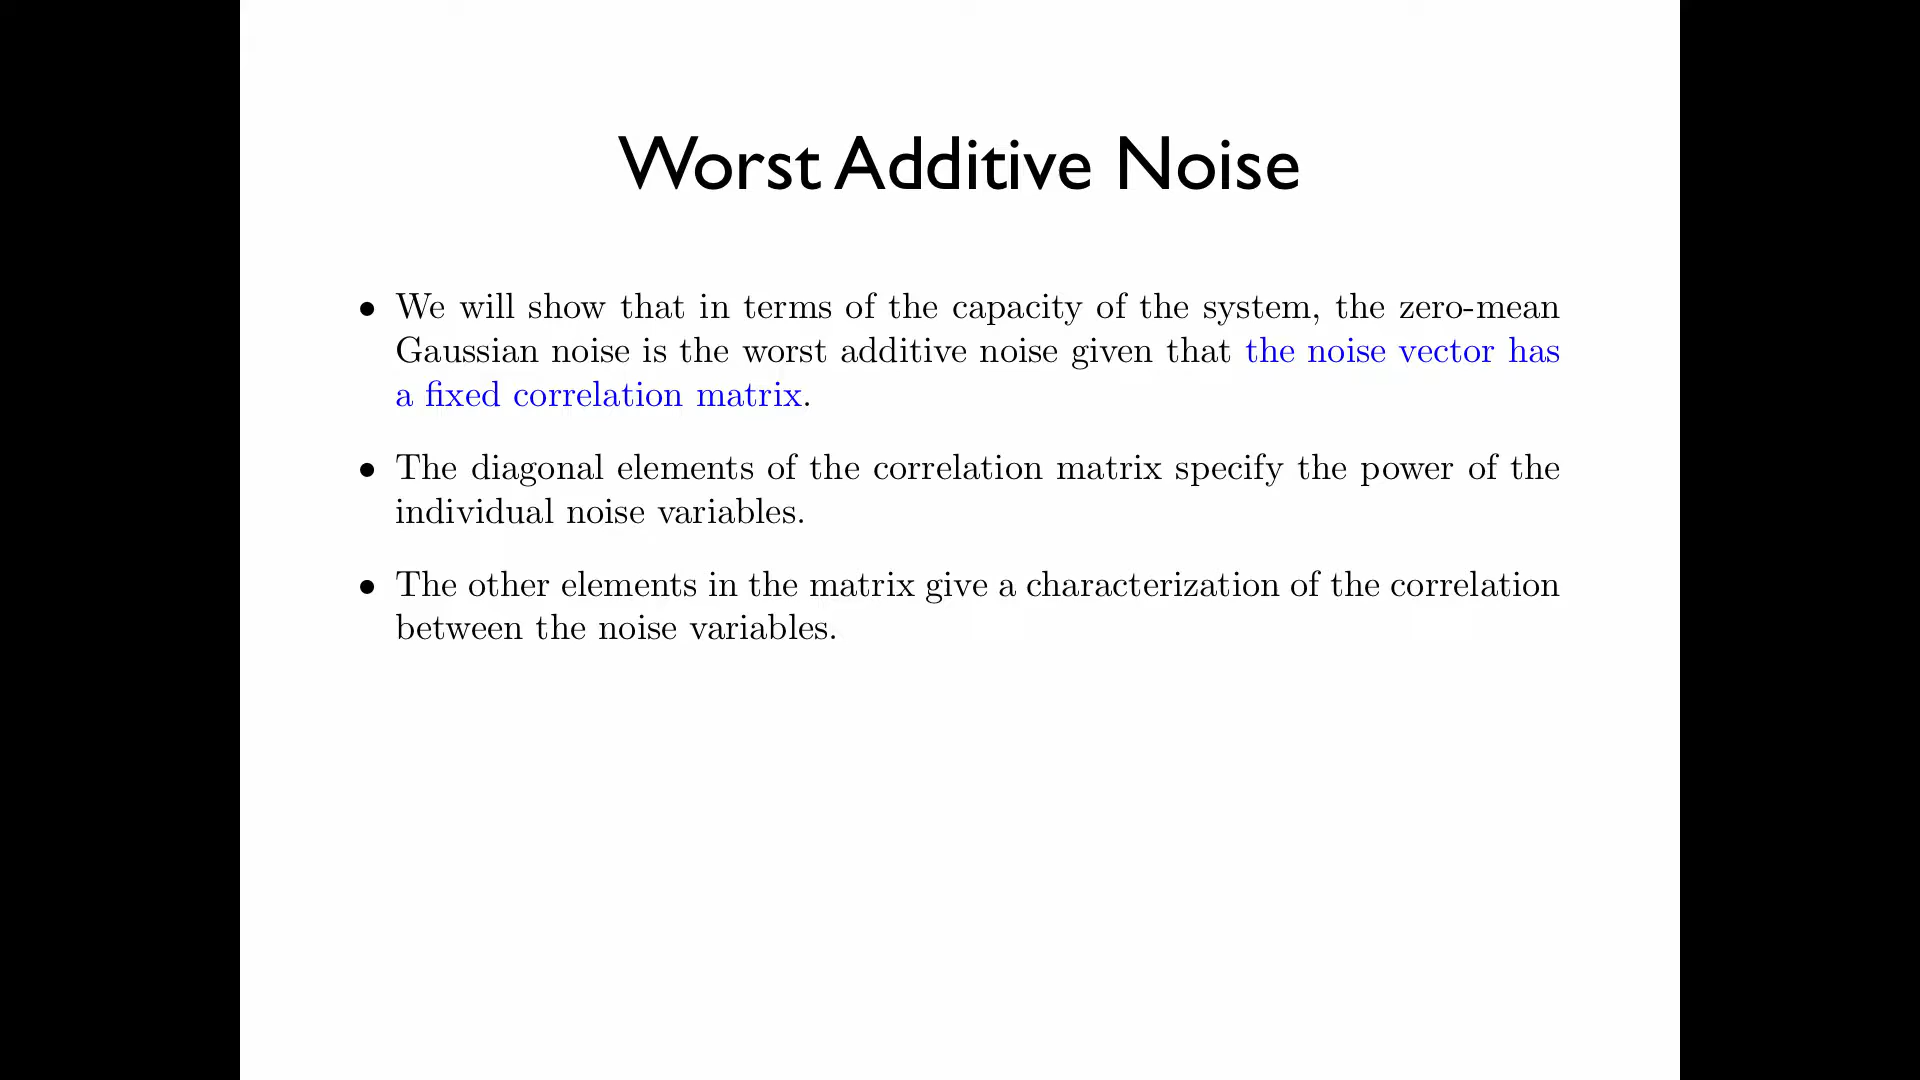 Worst Additive Noise
• We will show that in terms of the capacity of the system, the zero-mean
Gaussian noise is the worst additive noise given that the noise vector has
a fixed correlation matrix.
• The diagonal elements of the correlation matrix specify the power of the
individual noise variables.
• The other elements in the matrix give a characterization of the correlation
between the noise variables.